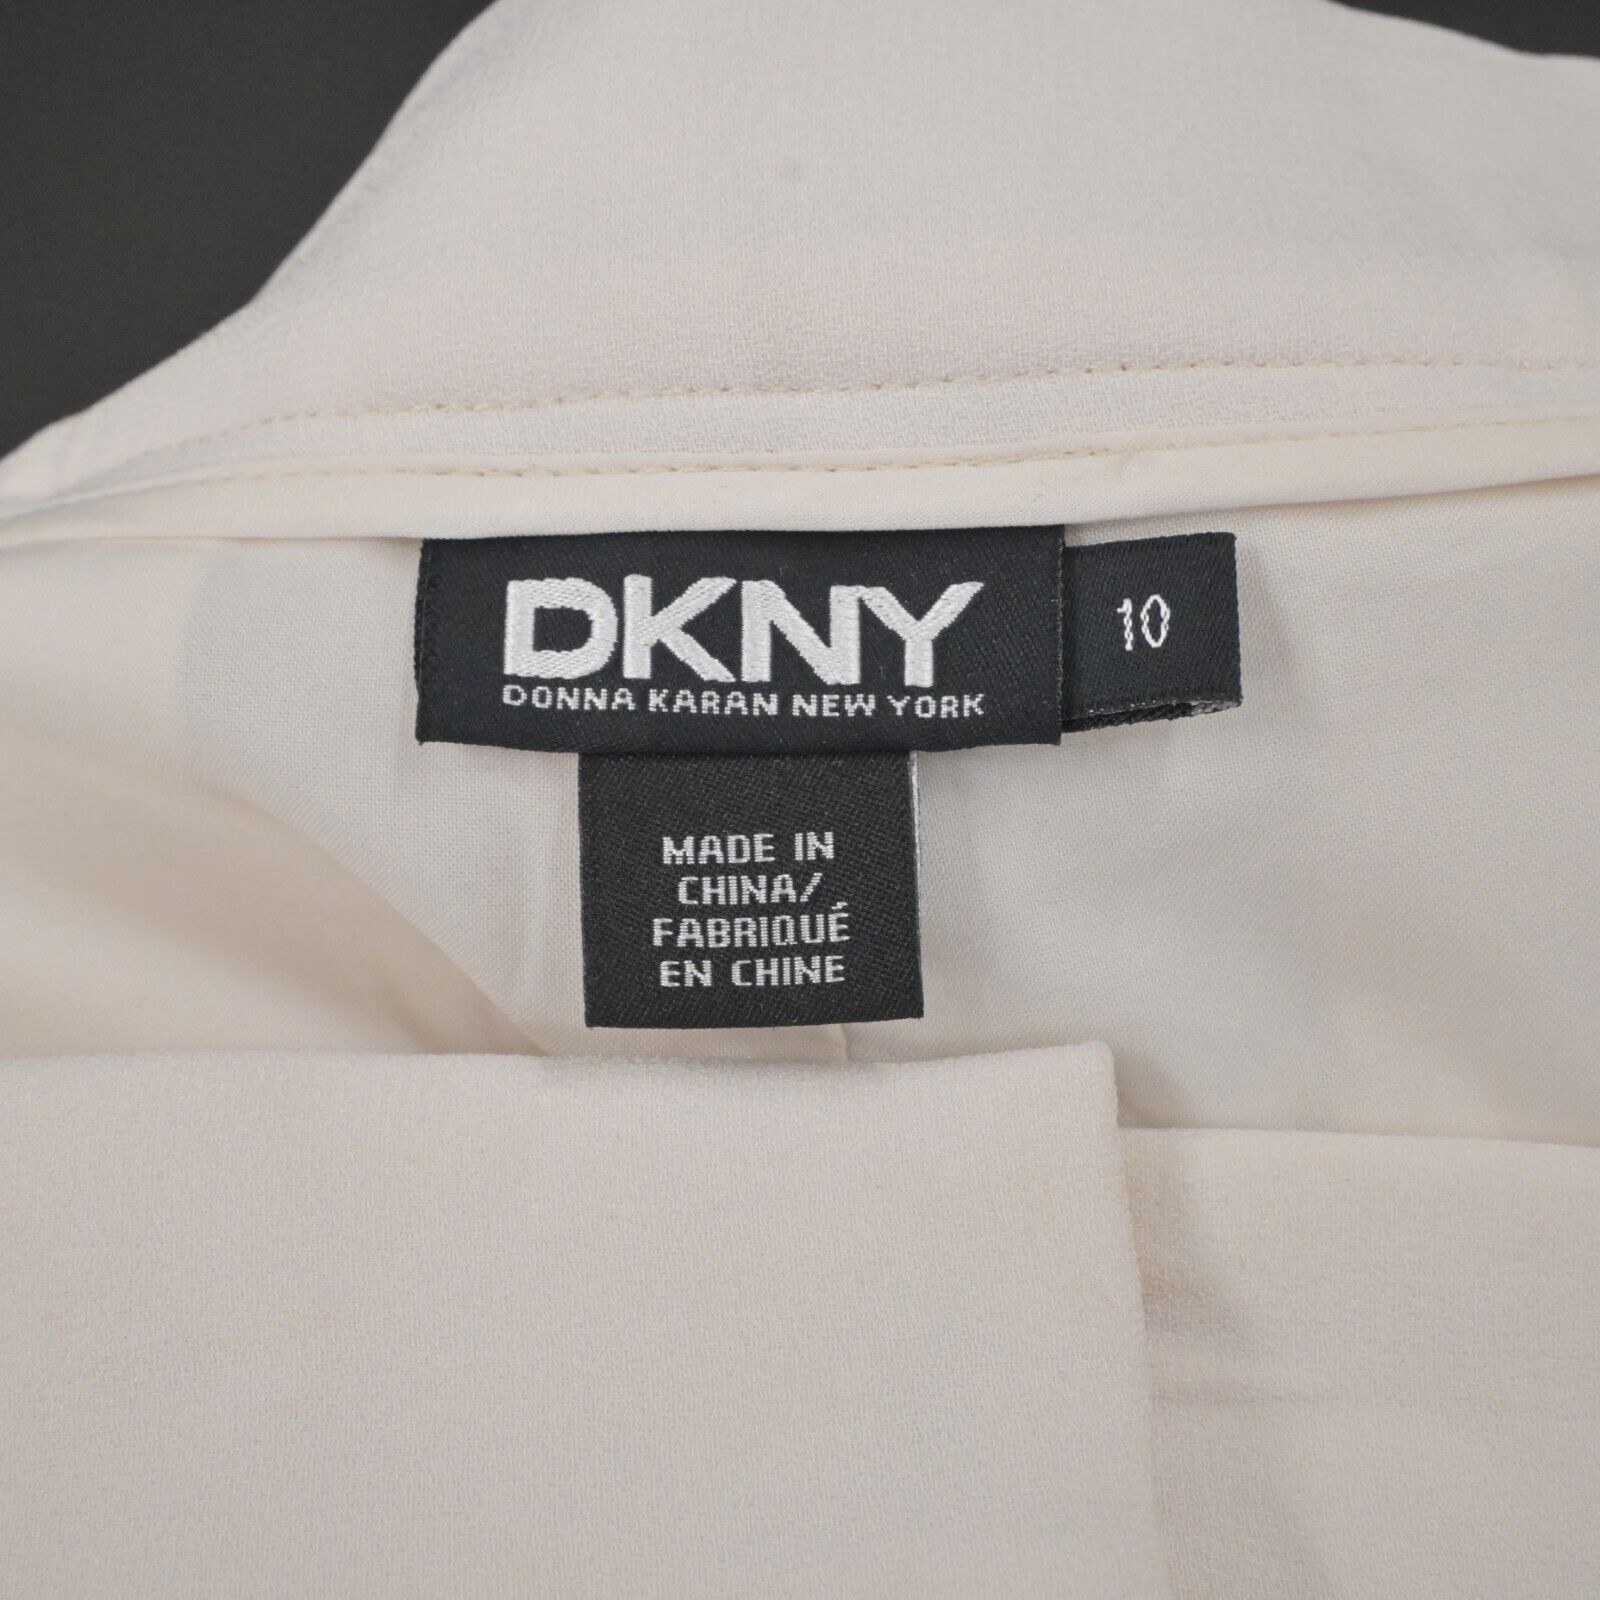 DKNY
DONNA KARAN NEW YORK
10
MADE IN
CHINA/
FABRIQUÉ
EN CHINE